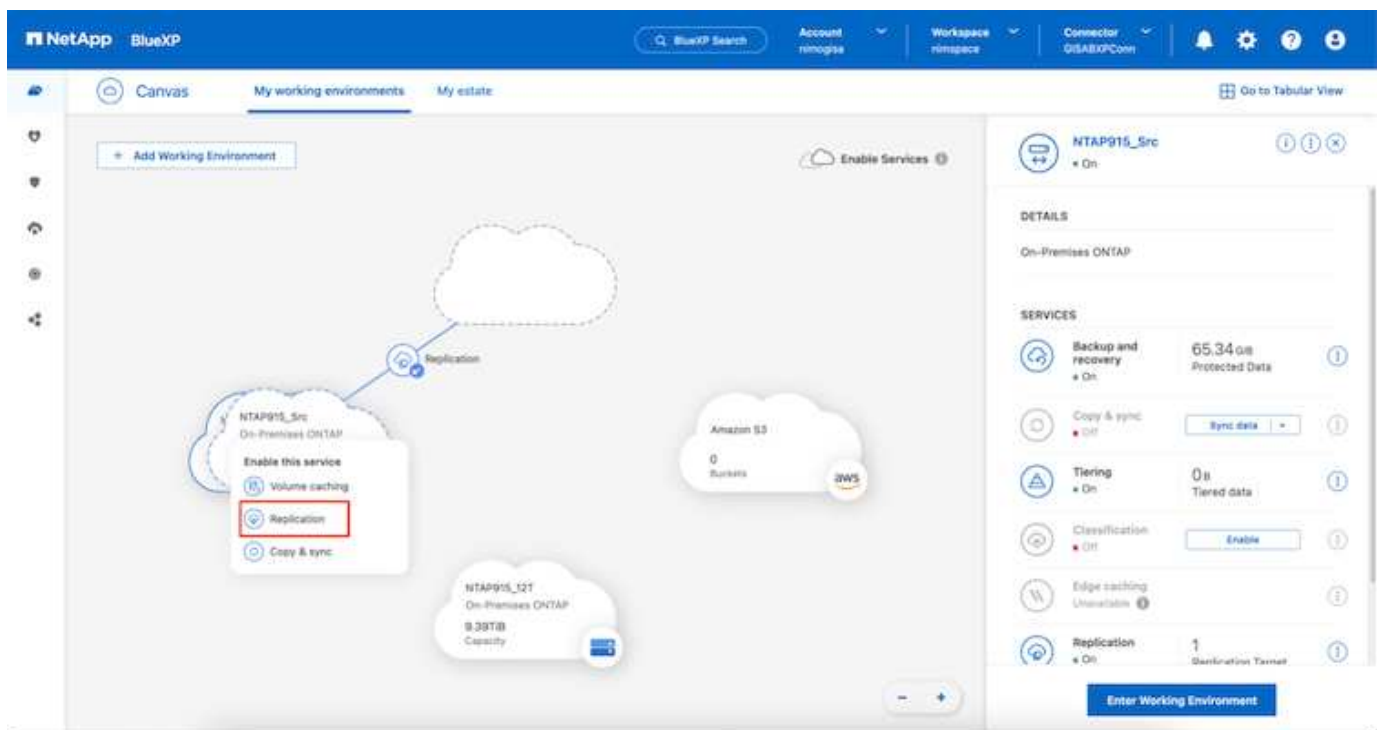 NetApp BlueXP
BlueXP Search
Account
nimogisa
Workspace
nimspace
Connector
GISABXPConn
Canvas
My working environments
My estate
Go to Tabular View
+ Add Working Environment
Enable Services
NTAP915_Src
On
DETAILS
On-Premises ONTAP
SERVICES
Backup and recovery
On
65.34 GiB
Protected Data
Copy & sync
Off
Sync data
Tiering
On
0 B
Tiered data
Classification
Off
Enable
Edge caching
Unavailable
Replication
On
1
Replication Target
Enter Working Environment
Replication
NTAP915_Src
On-Premises ONTAP
Enable this service
Volume caching
Replication
Copy & sync
Amazon S3
0
Buckets
aws
NTAP915_12T
On-Premises ONTAP
9.39TiB
Capacity
- +